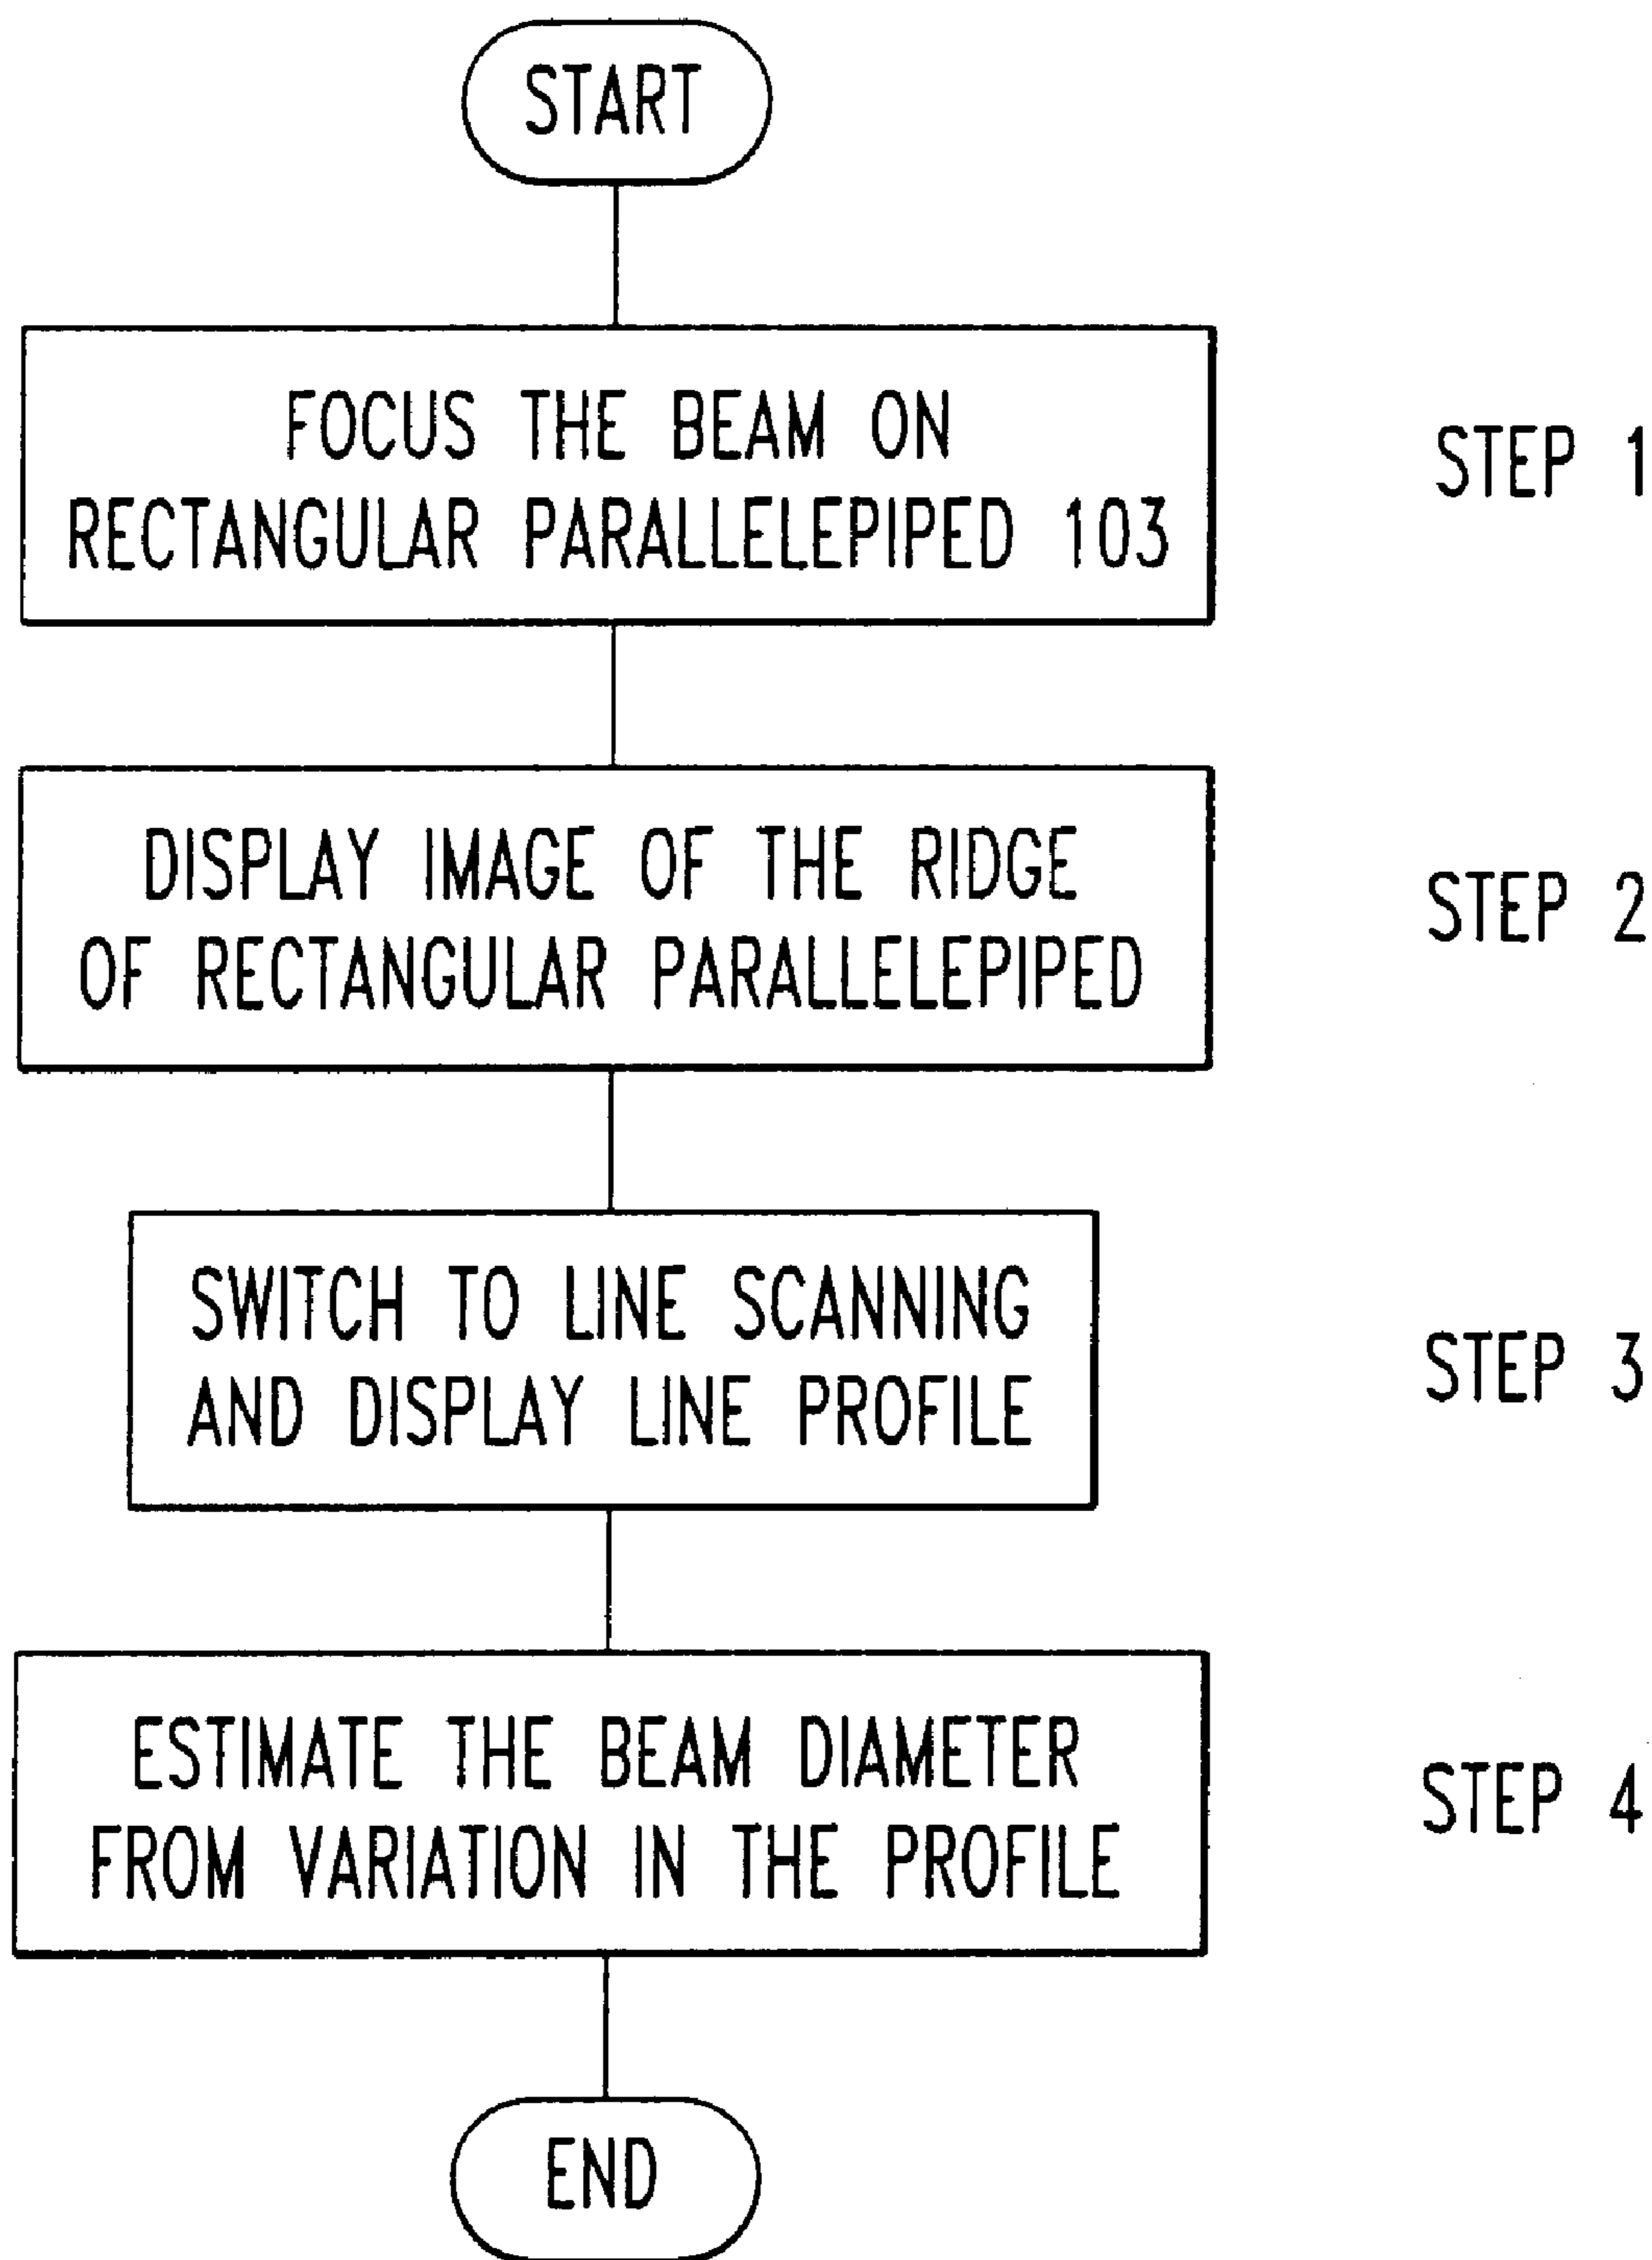 START
FOCUS THE BEAM ON
RECTANGULAR PARALLELEPIPED 103
STEP 1
DISPLAY IMAGE OF THE RIDGE
OF RECTANGULAR PARALLELEPIPED
STEP 2
SWITCH TO LINE SCANNING
AND DISPLAY LINE PROFILE
STEP 3
ESTIMATE THE BEAM DIAMETER
FROM VARIATION IN THE PROFILE
STEP 4
END